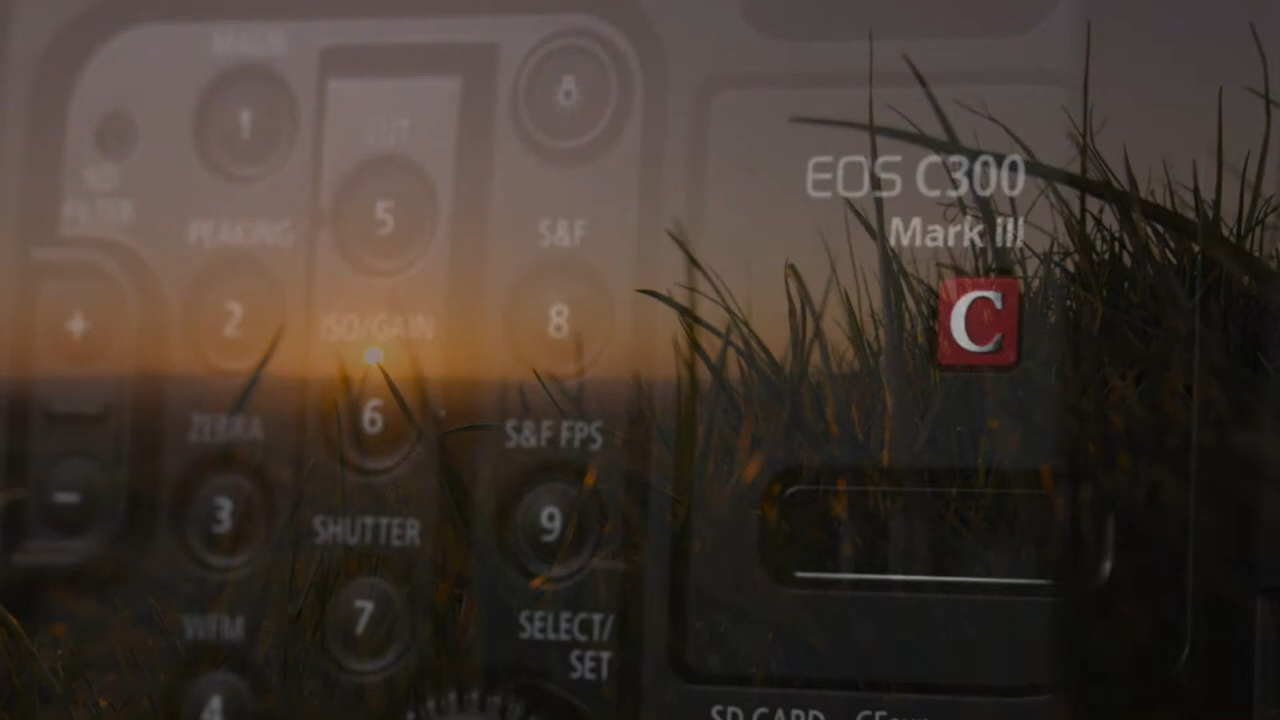 MAGN.
1
LUT
ND
FILTER
PEAKING
5
S&F
EOS C300
Mark III
C
+
2
ISO/GAIN
8
ZEBRA
6
S&F FPS
-
3
SHUTTER
9
WFM
7
SELECT/
SET
4
SD CARD